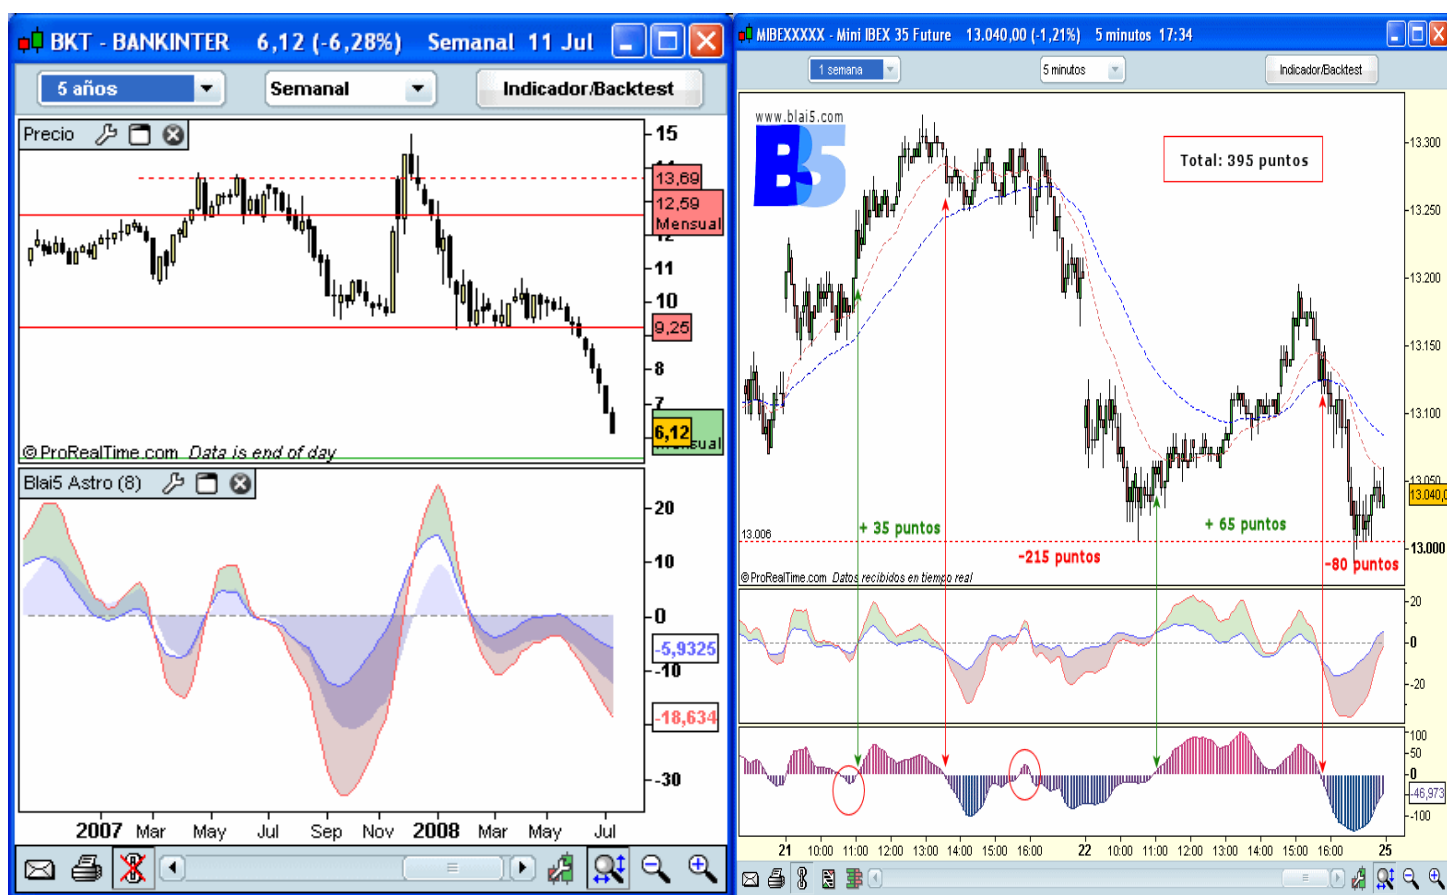 BKT - BANKINTER 6,12 (-6,28%) Semanal 11 Jul
5 años Semanal Indicador/Backtest
Precio
15
13,69
12,59
Mensual
11
10
9,25
8
7
6,12
© ProRealTime.com Data is end of day
Blai5 Astro (8)
20
10
0
-5,9325
-10
-18,634
-30
2007 Mar May Jul Sep Nov 2008 Mar May Jul
MIBEXXXXX - Mini IBEX 35 Future 13.040,00 (-1,21%) 5 minutos 17:34
1 semana 5 minutos Indicador/Backtest
www.blai5.com
B5
Total: 395 puntos
13.300
13.250
13.200
13.150
13.100
13.050
13.040,0
13.006
13.000
+ 35 puntos
-215 puntos
+ 65 puntos
-80 puntos
© ProRealTime.com Datos recibidos en tiempo real
20
0
-20
100
50
0
-46,973
-100
21 10:00 11:00 12:00 13:00 14:00 15:00 16:00 22 10:00 11:00 12:00 13:00 14:00 15:00 16:00 25